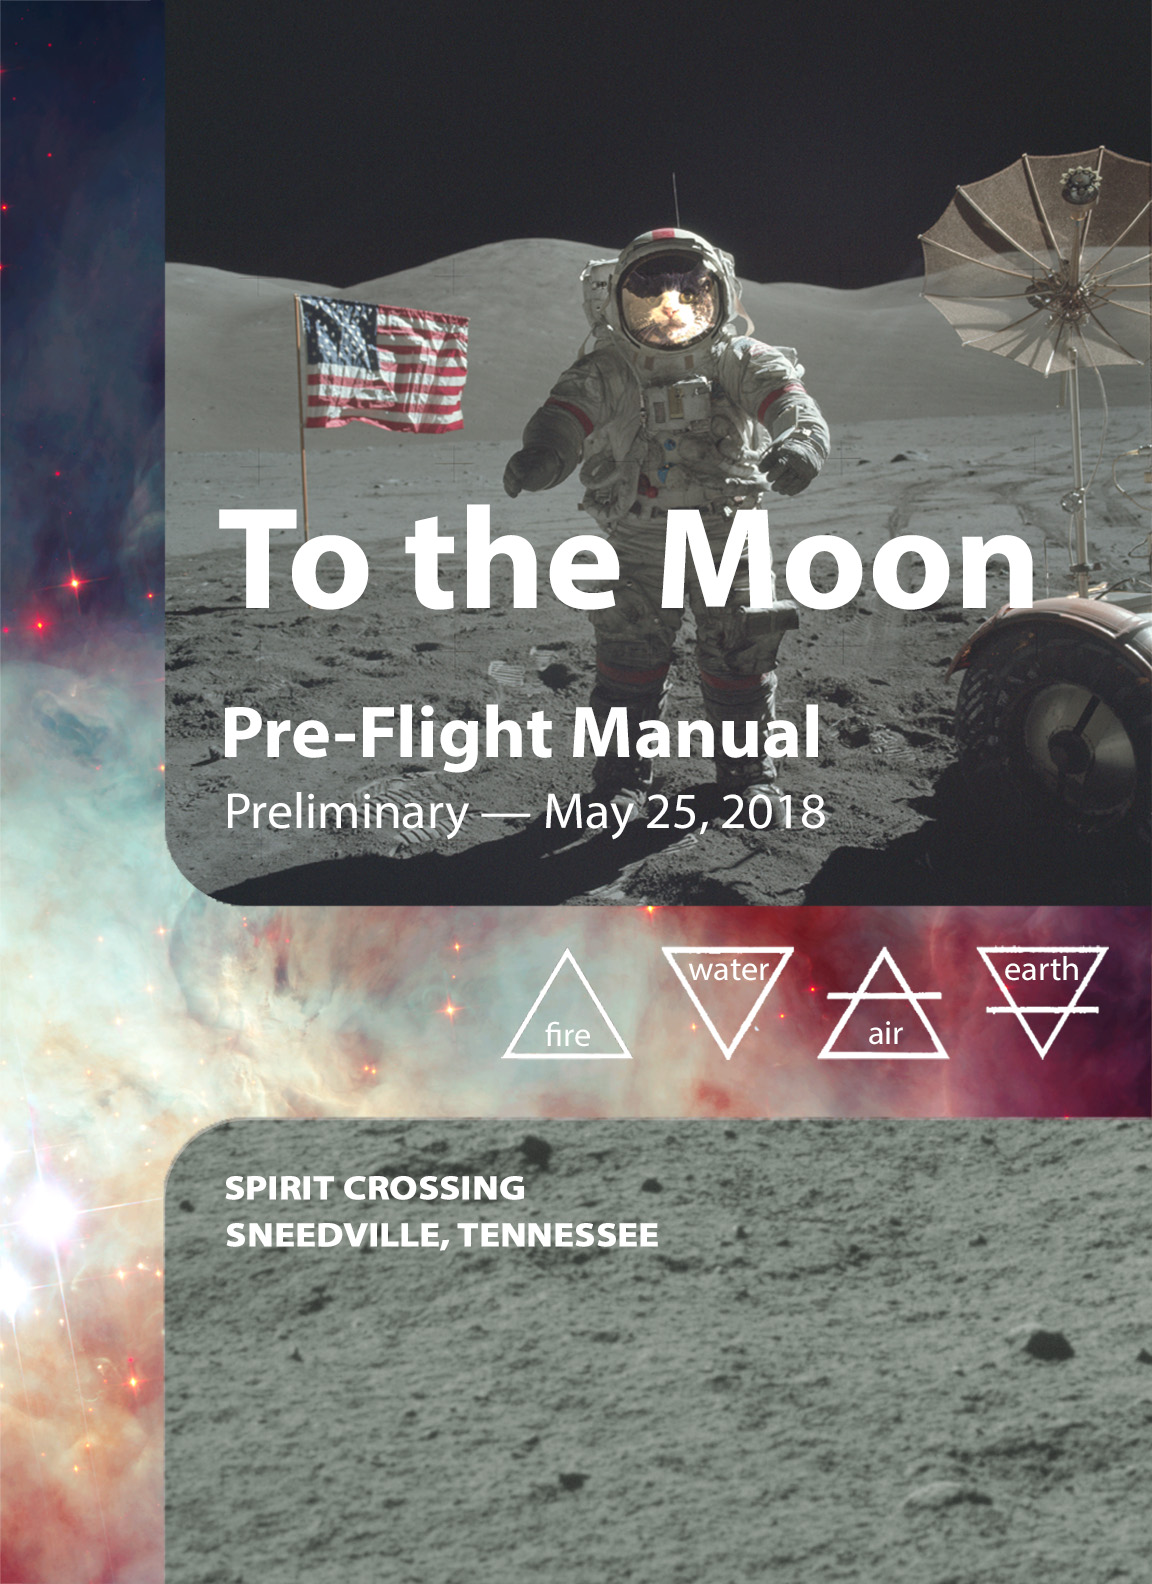 To the Moon
Pre-Flight Manual
Preliminary — May 25, 2018
fire
water
air
earth
SPIRIT CROSSING
SNEEDVILLE, TENNESSEE